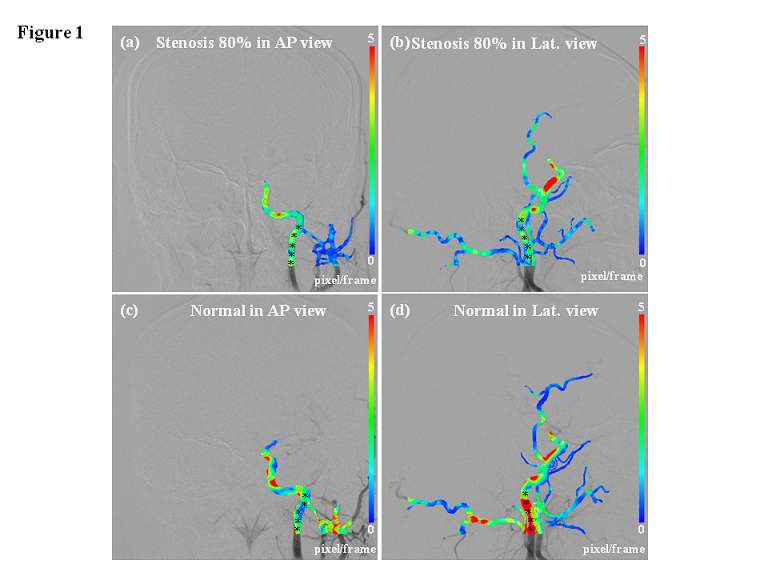 Figure 1
(a) Stenosis 80% in AP view
5
0
pixel/frame
(b) Stenosis 80% in Lat. view
5
0
pixel/frame
(c) Normal in AP view
5
0
pixel/frame
(d) Normal in Lat. view
5
0
pixel/frame